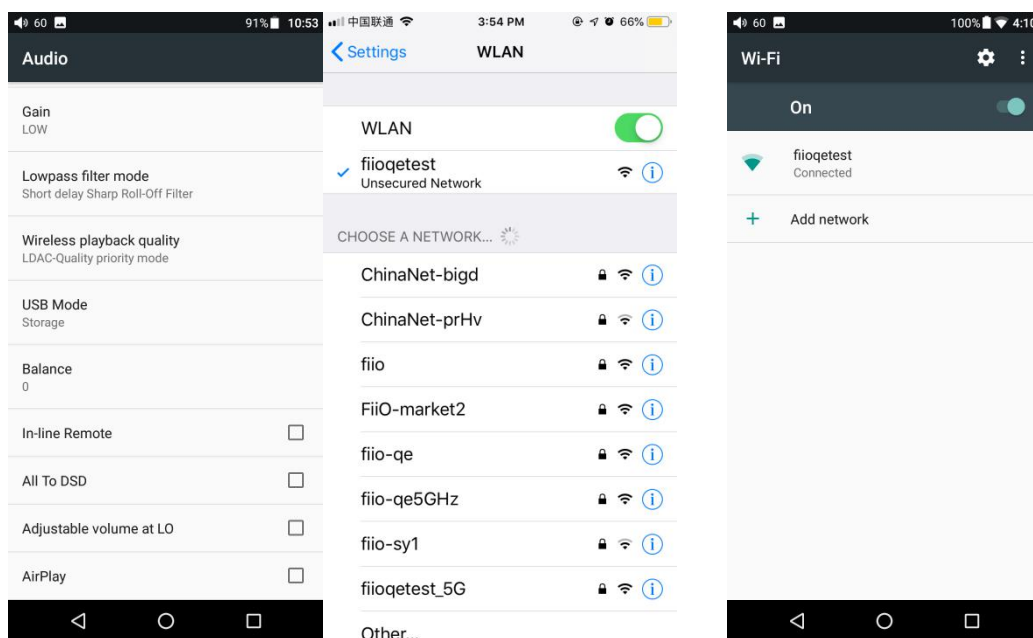 60
91%
10:53
Audio
Gain
LOW
Lowpass filter mode
Short delay Sharp Roll-Off Filter
Wireless playback quality
LDAC-Quality priority mode
USB Mode
Storage
Balance
0
In-line Remote
All To DSD
Adjustable volume at LO
AirPlay
中国联通
3:54 PM
66%
Settings
WLAN
WLAN
fiioqetest
Unsecured Network
CHOOSE A NETWORK...
ChinaNet-bigd
ChinaNet-prHv
fiio
FiiO-market2
fiio-qe
fiio-qe5GHz
fiio-sy1
fiioqetest_5G
Other...
60
100%
4:10
Wi-Fi
On
fiioqetest
Connected
Add network